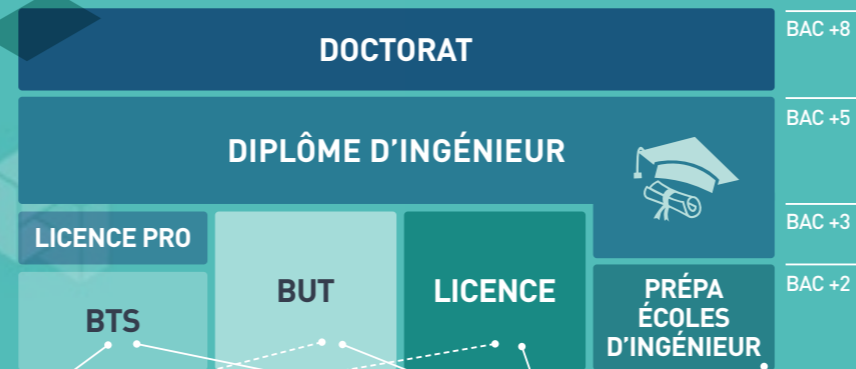 DOCTORAT
BAC +8
DIPLÔME D'INGÉNIEUR
BAC +5
LICENCE PRO
BAC +3
BTS
BUT
LICENCE
PRÉPA
ÉCOLES
D'INGÉNIEUR
BAC +2